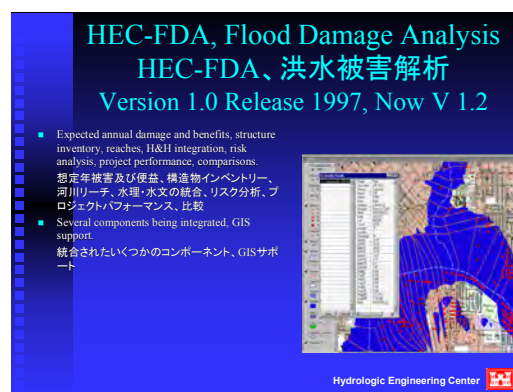 HEC-FDA, Flood Damage Analysis
HEC-FDA、洪水被害解析
Version 1.0 Release 1997, Now V 1.2
Expected annual damage and benefits, structure
inventory, reaches, H&H integration, risk
analysis, project performance, comparisons.
想定年被害及び便益、構造物インベントリー、
河川リーチ、水理・水文の統合、リスク分析、プ
ロジェクトパフォーマンス、比較
Several components being integrated, GIS
support.
統合されたいくつかのコンポーネント、GISサポ
ート
Hydrologic Engineering Center